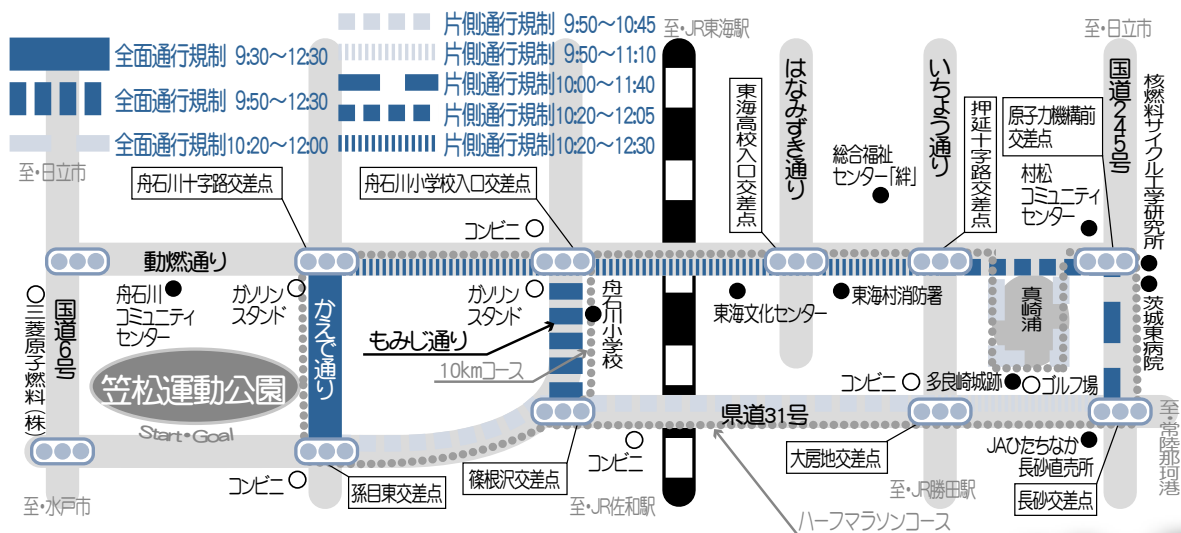 全面通行規制 9:30～12:30
全面通行規制 9:50～12:30
全面通行規制10:20～12:00
片側通行規制 9:50～10:45
片側通行規制 9:50～11:10
片側通行規制10:00～11:40
片側通行規制10:20～12:05
片側通行規制10:20～12:30
至・JR東海駅
至・日立市
至・日立市
舟石川十字路交差点
舟石川小学校入口交差点
東海高校入口交差点
はなみずき通り
いちょう通り
押延十字路交差点
原子力機構前
交差点
国道245号
核燃料サイクル工学研究所
総合福祉
センター「絆」
村松
コミュニティ
センター
コンビニ
動燃通り
国道6号
三菱原子燃料(株)
舟石川
コミュニティ
センター
ガソリン
スタンド
かえで通り
ガソリン
スタンド
舟石川小学校
もみじ通り
10kmコース
東海文化センター
東海村消防署
真崎浦
茨城東病院
笠松運動公園
Start・Goal
コンビニ
多良崎城跡
ゴルフ場
県道31号
至・常陸那珂港
コンビニ
孫目東交差点
篠根沢交差点
コンビニ
大房地交差点
JAひたちなか
長砂直売所
長砂交差点
至・水戸市
至・JR佐和駅
至・JR勝田駅
ハーフマラソンコース